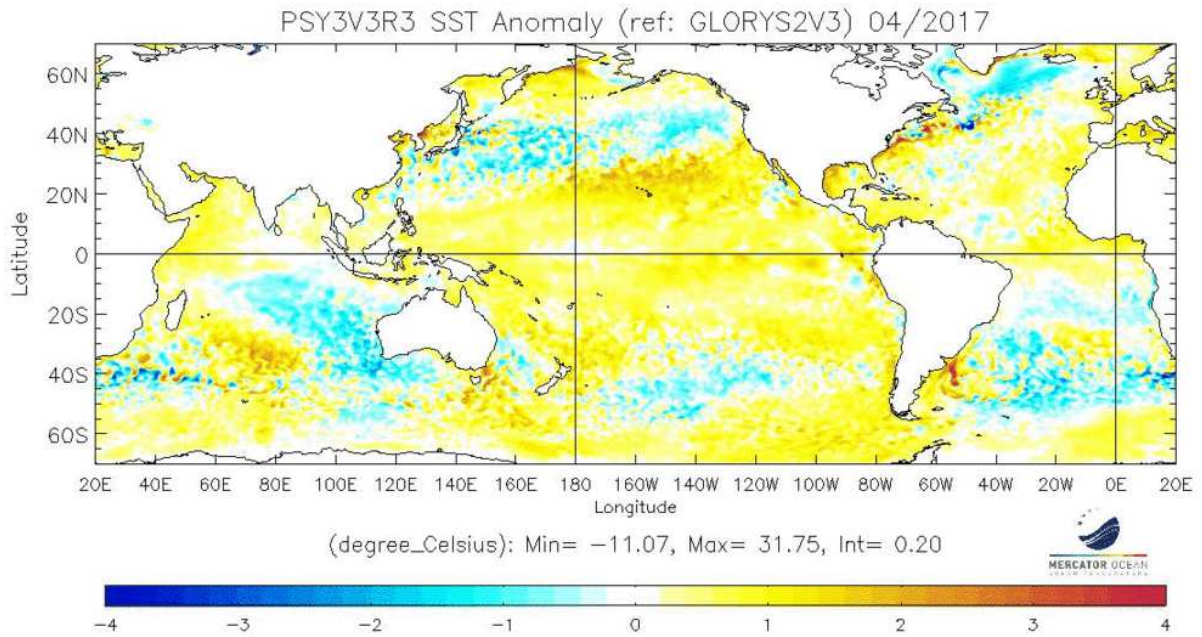 PSY3V3R3 SST Anomaly (ref: GLORYS2V3) 04/2017
60N
40N
20N
0
20S
40S
60S
Latitude
20E 40E 60E 80E 100E 120E 140E 160E 180 160W 140W 120W 100W 80W 60W 40W 20W 0E 20E
Longitude
(degree_Celsius): Min= -11.07, Max= 31.75, Int= 0.20
MERCATOR OCEAN
-4 -3 -2 -1 0 1 2 3 4